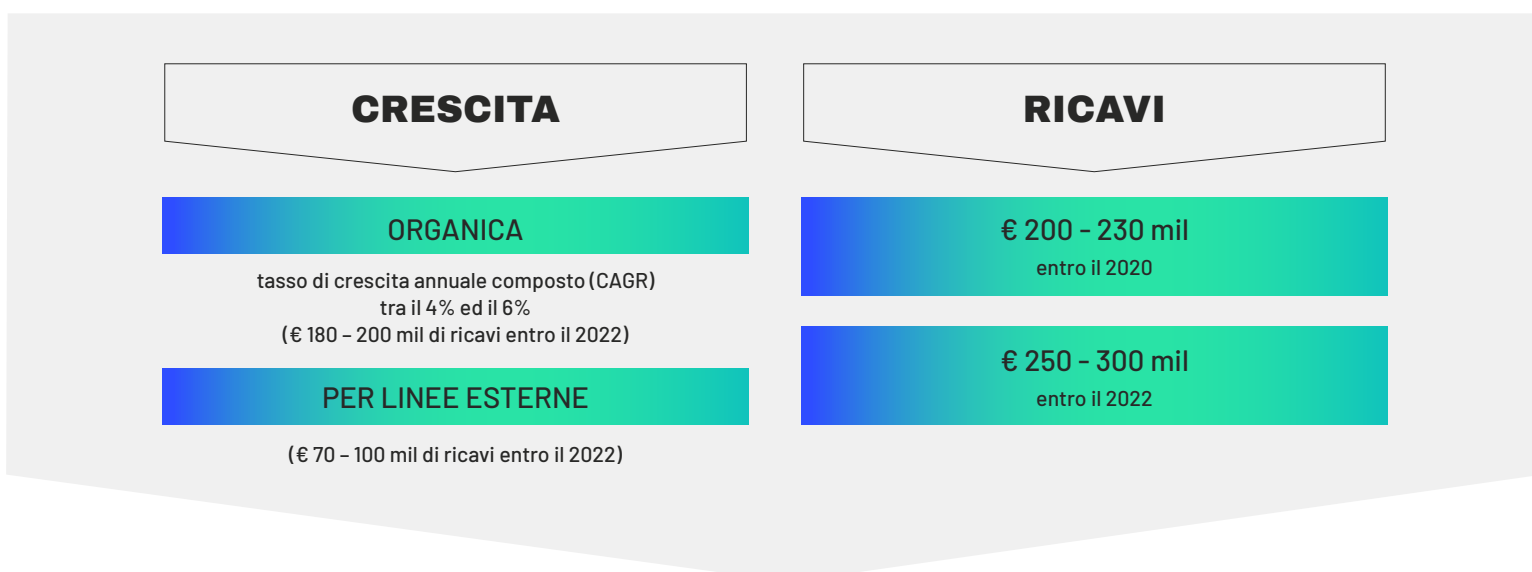 CRESCITA
ORGANICA
tasso di crescita annuale composto (CAGR)
tra il 4% ed il 6%
(€ 180 – 200 mil di ricavi entro il 2022)
PER LINEE ESTERNE
(€ 70 – 100 mil di ricavi entro il 2022)
RICAVI
€ 200 - 230 mil
entro il 2020
€ 250 - 300 mil
entro il 2022